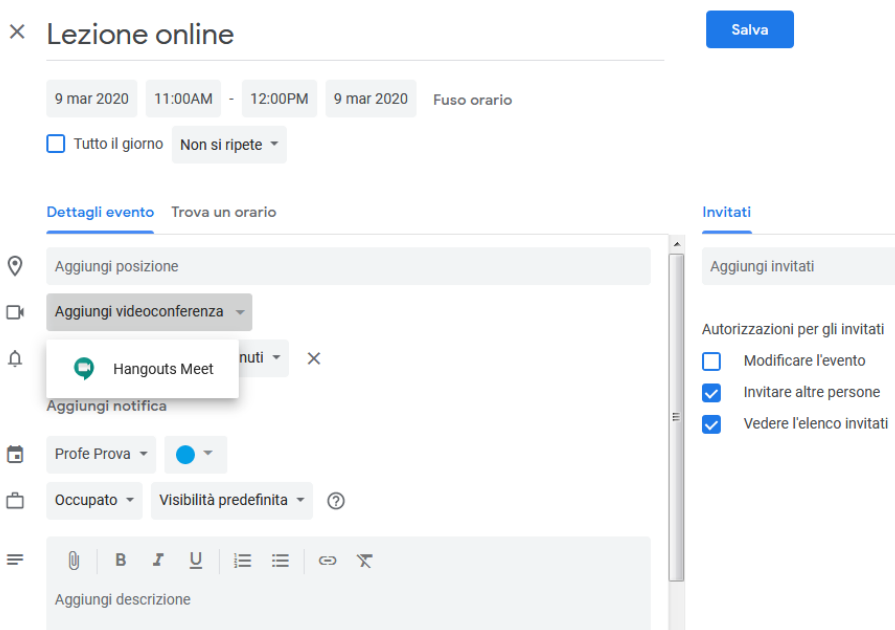 Lezione online
Salva
9 mar 2020 11:00AM - 12:00PM 9 mar 2020 Fuso orario
Tutto il giorno Non si ripete
Dettagli evento Trova un orario
Invitati
Aggiungi posizione
Aggiungi invitati
Aggiungi videoconferenza
Autorizzazioni per gli invitati
Hangouts Meet
nuti
Modificare l'evento
Invitare altre persone
Aggiungi notifica
Vedere l'elenco invitati
Profe Prova
Occupato Visibilità predefinita
B I U
Aggiungi descrizione